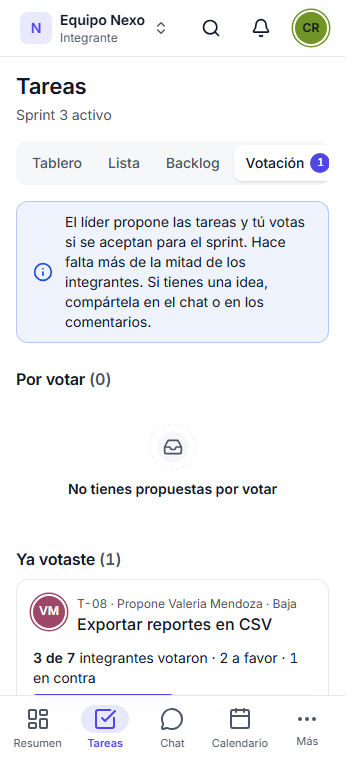 N
Equipo Nexo
Integrante
CR
Tareas
Sprint 3 activo
Tablero
Lista
Backlog
Votación
1
El líder propone las tareas y tú votas
si se aceptan para el sprint. Hace
falta más de la mitad de los
integrantes. Si tienes una idea,
compártela en el chat o en los
comentarios.
Por votar (0)
No tienes propuestas por votar
Ya votaste (1)
VM
T-08 · Propone Valeria Mendoza · Baja
Exportar reportes en CSV
3 de 7 integrantes votaron · 2 a favor · 1
en contra
Resumen
Tareas
Chat
Calendario
Más